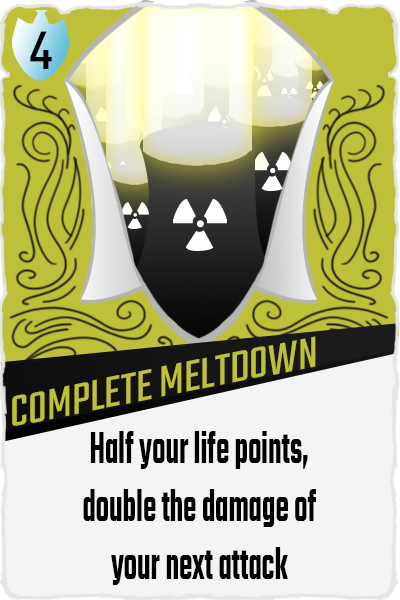 4
COMPLETE MELTDOWN
Half your life points,
double the damage of
your next attack